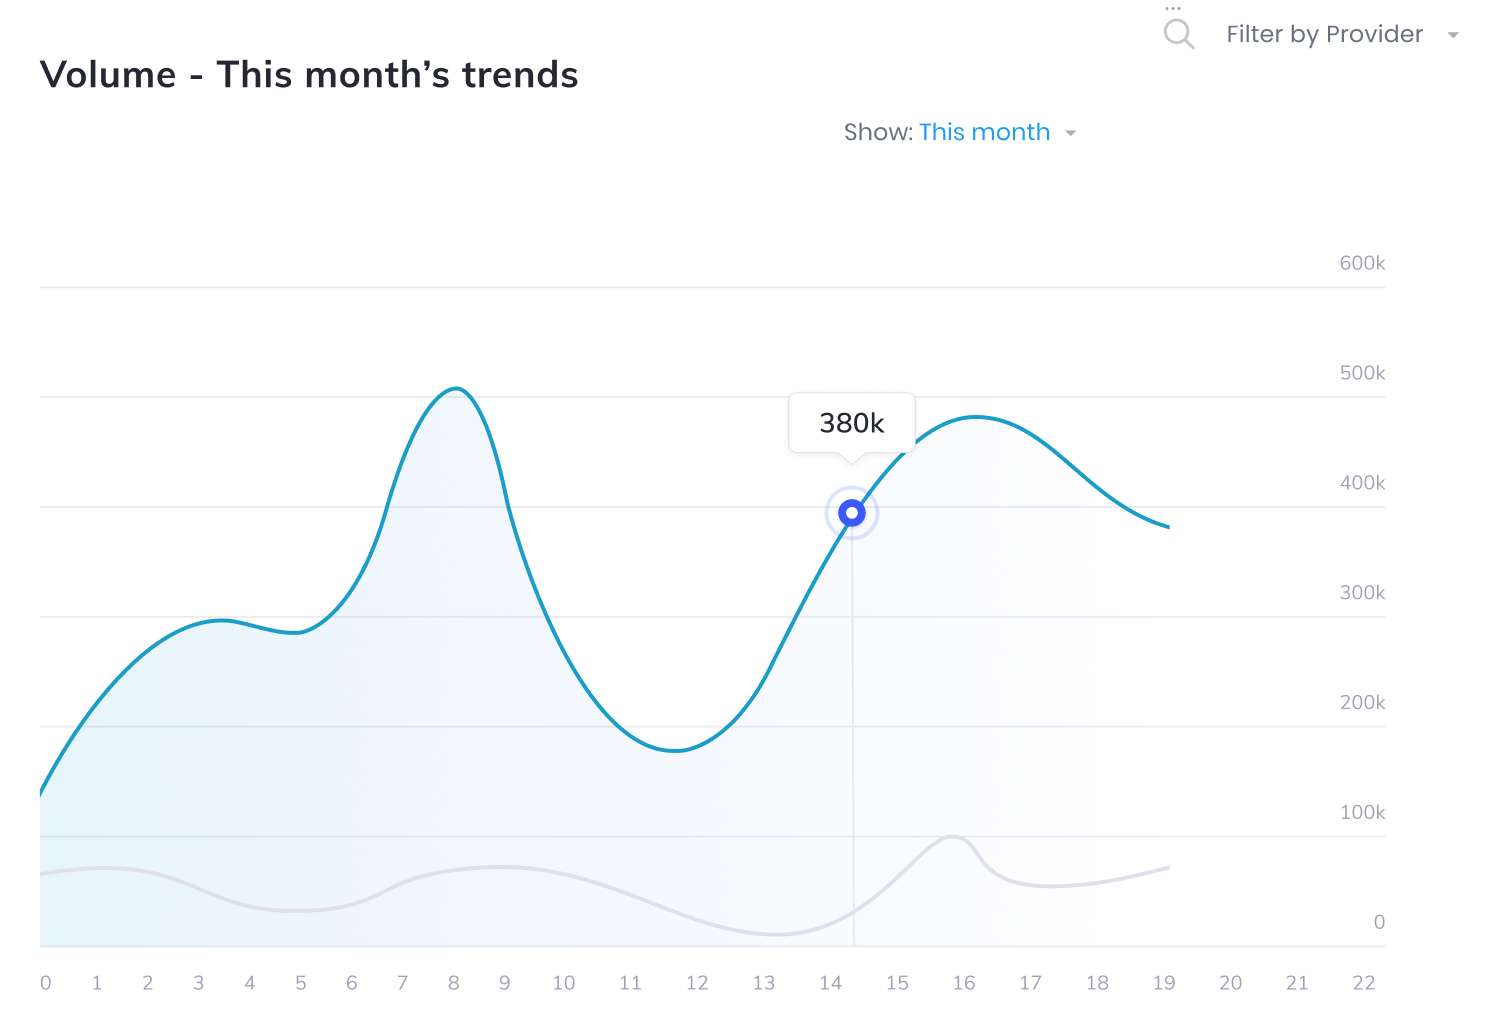 Filter by Provider
Volume - This month’s trends
Show: This month
600k
500k
380k
400k
300k
200k
100k
0
0 1 2 3 4 5 6 7 8 9 10 11 12 13 14 15 16 17 18 19 20 21 22